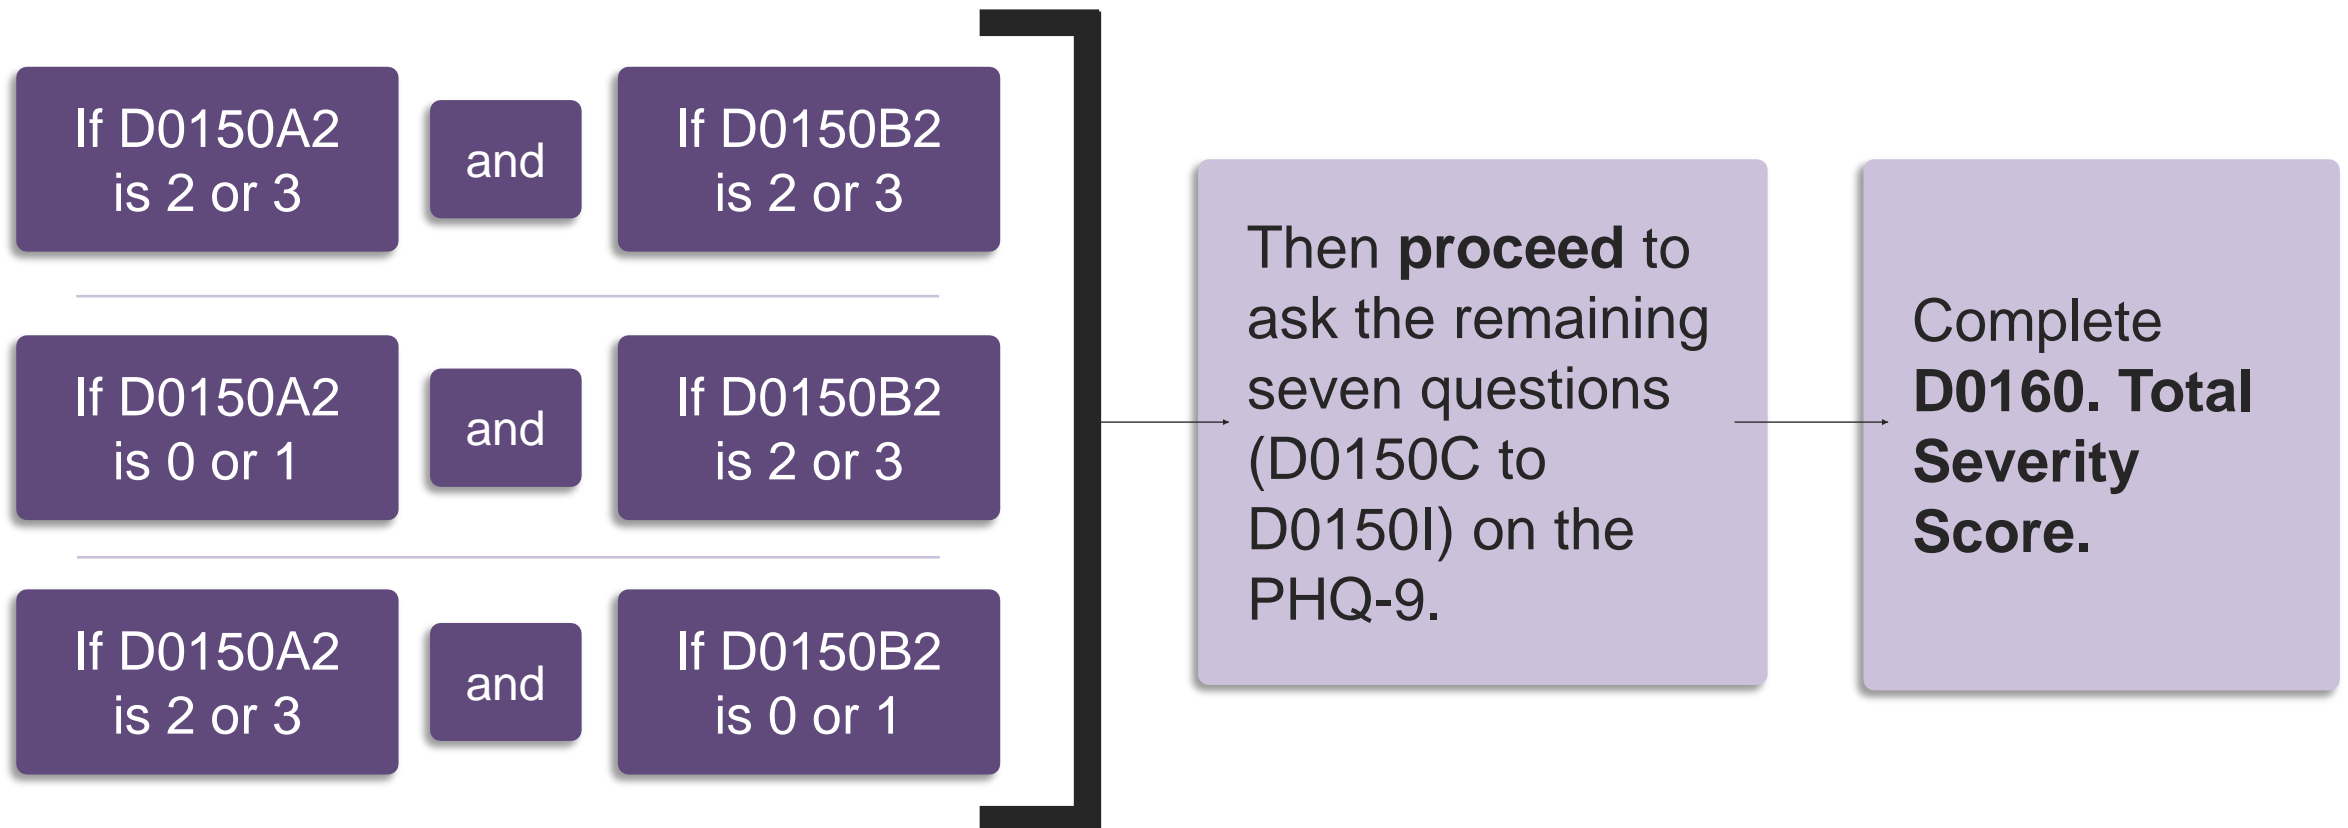 If D0150A2
is 2 or 3
and
If D0150B2
is 2 or 3
If D0150A2
is 0 or 1
and
If D0150B2
is 2 or 3
If D0150A2
is 2 or 3
and
If D0150B2
is 0 or 1
Then proceed to
ask the remaining
seven questions
(D0150C to
D0150I) on the
PHQ-9.
Complete
D0160. Total
Severity
Score.